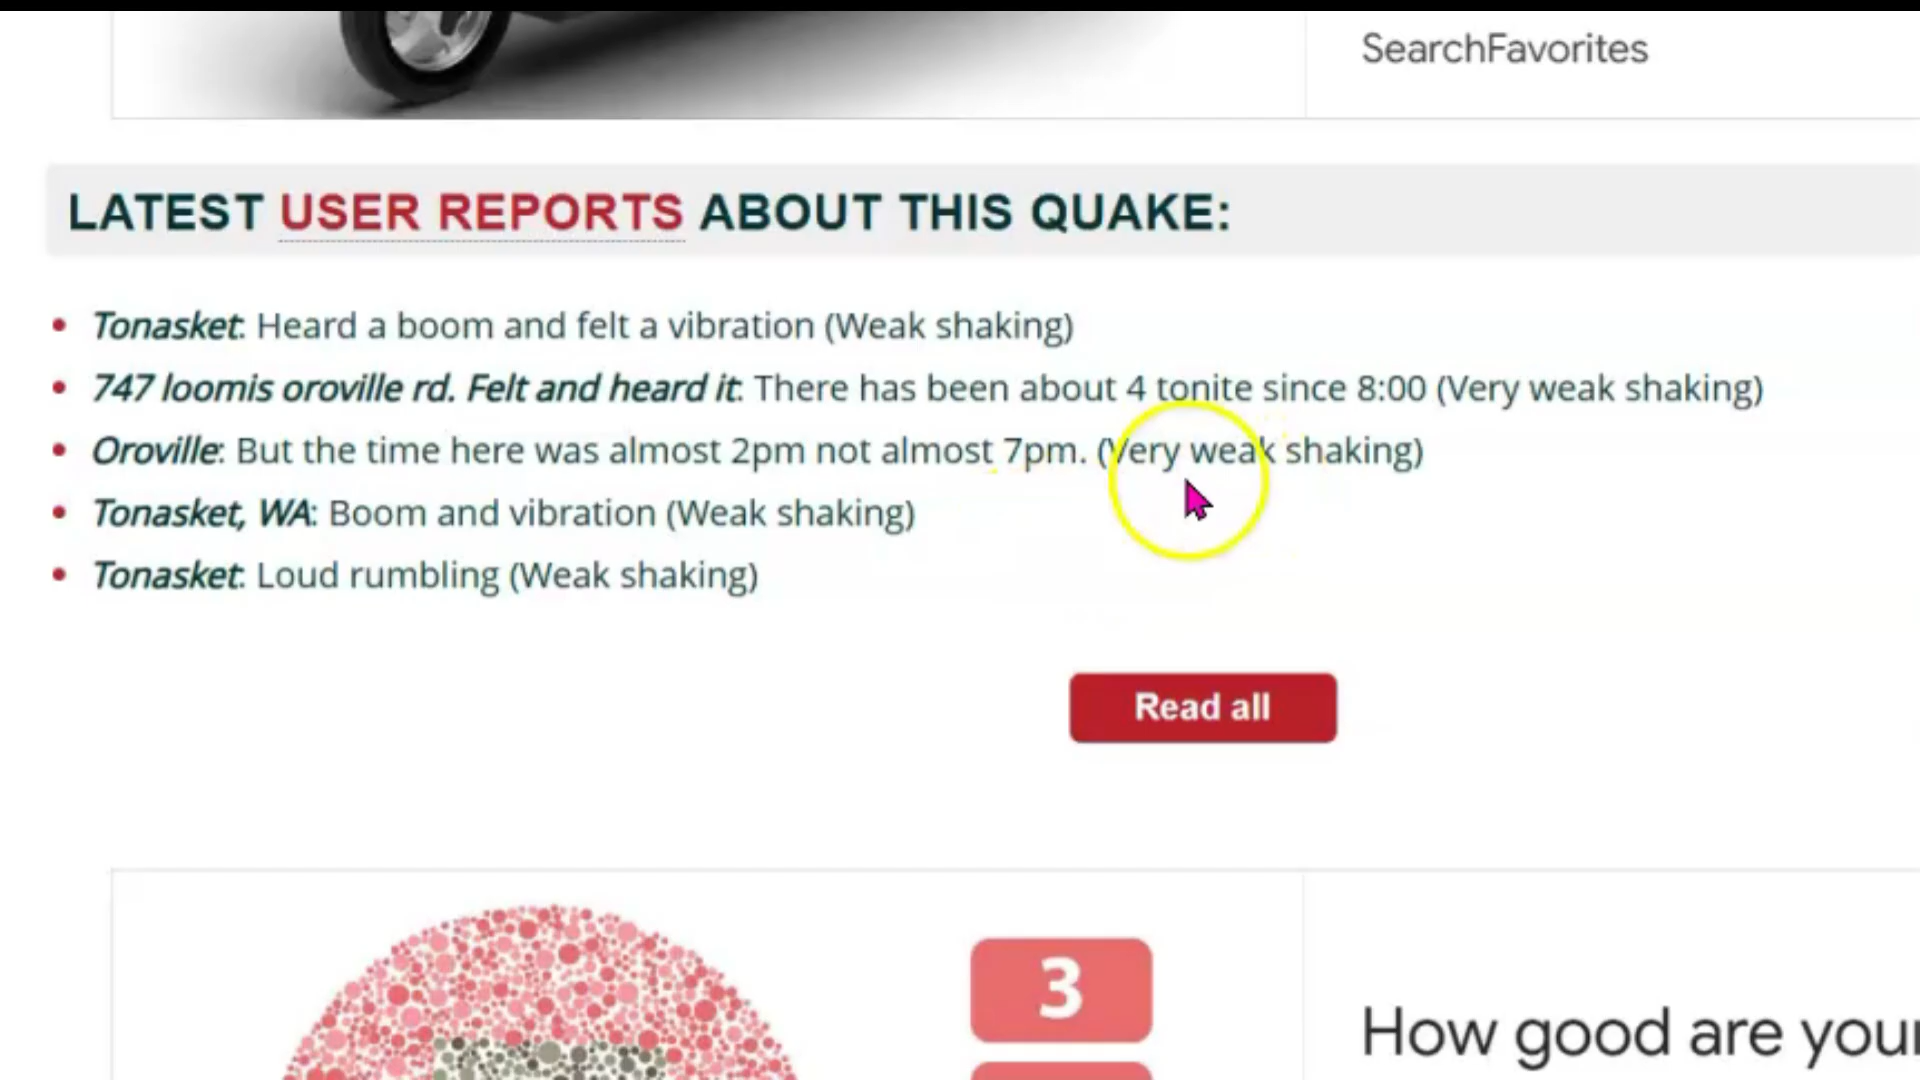 SearchFavorites
LATEST USER REPORTS ABOUT THIS QUAKE:
Tonasket: Heard a boom and felt a vibration (Weak shaking)
747 loomis oroville rd. Felt and heard it: There has been about 4 tonite since 8:00 (Very weak shaking)
Oroville: But the time here was almost 2pm not almost 7pm. (Very weak shaking)
Tonasket, WA: Boom and vibration (Weak shaking)
Tonasket: Loud rumbling (Weak shaking)
Read all
3
How good are your